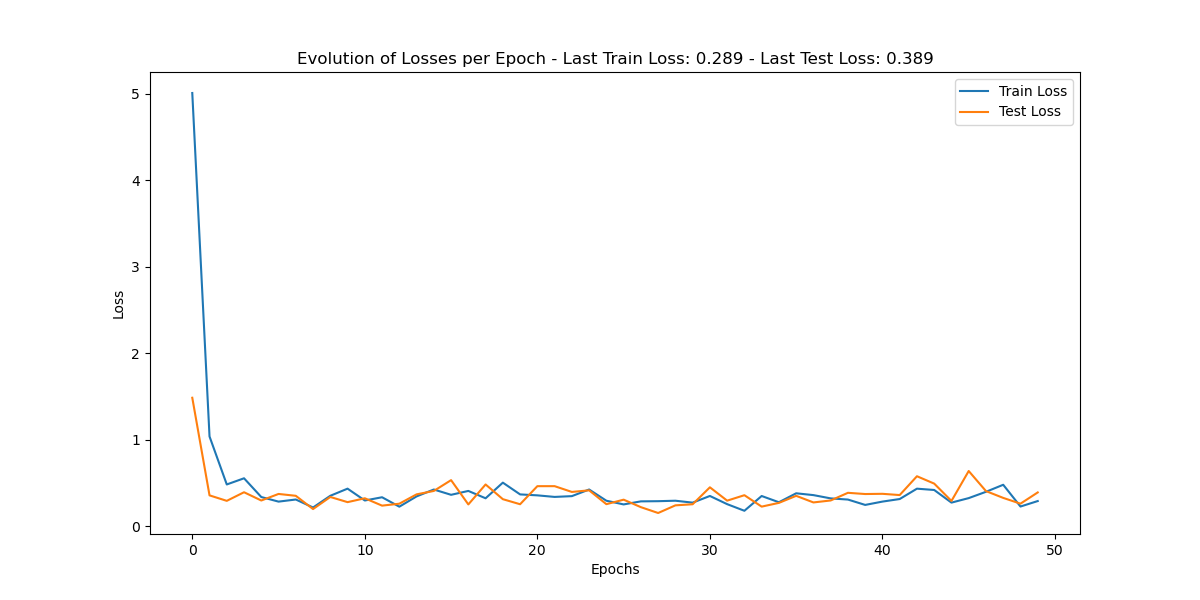 Evolution of Losses per Epoch - Last Train Loss: 0.289 - Last Test Loss: 0.389
Train Loss
Test Loss
5
4
3
2
1
0
Loss
0 10 20 30 40 50
Epochs